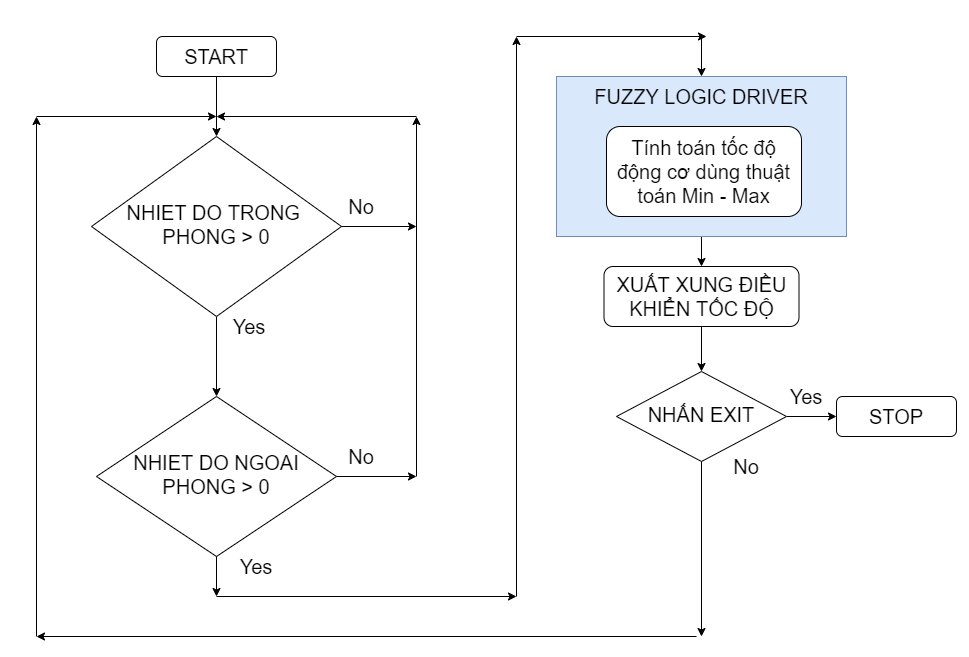 START
NHIET DO TRONG
PHONG > 0
No
Yes
NHIET DO NGOAI
PHONG > 0
No
Yes
FUZZY LOGIC DRIVER
Tính toán tốc độ
động cơ dùng thuật
toán Min - Max
XUẤT XUNG ĐIỀU
KHIỂN TỐC ĐỘ
NHẤN EXIT
Yes
STOP
No